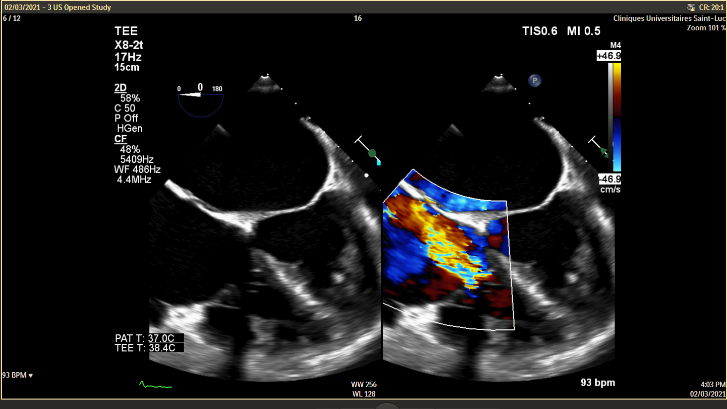 02/03/2021 - 3 US Opened Study
CR: 20:1
6 / 12
16
Cliniques Universitaires Saint-Luc
Zoom 101 %
TEE
X8-2t
17Hz
15cm
TIS0.6 MI 0.5
M4
+46.9
-46.9
cm/s
0 0 180
P
2D
58%
C 50
P Off
HGen
CF
48%
5409Hz
WF 486Hz
4.4MHz
PAT T: 37.0C
TEE T: 38.4C
93 BPM
93 bpm
WW 256
WL 128
4:03 PM
02/03/2021